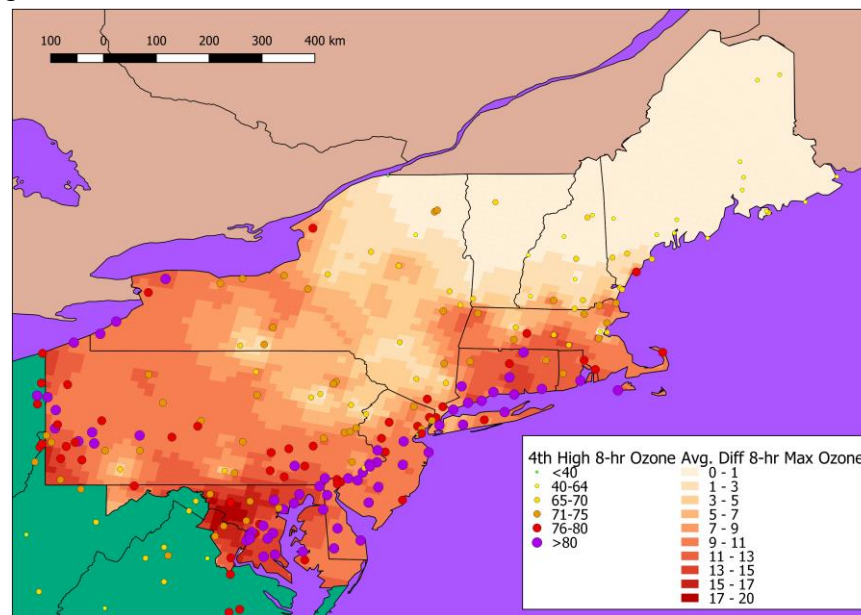 100 0 100 200 300 400 km
4th High 8-hr Ozone Avg. Diff 8-hr Max Ozone
<40 0 - 1
40-64 1 - 3
65-70 3 - 5
71-75 5 - 7
76-80 7 - 9
>80 9 - 11
11 - 13
13 - 15
15 - 17
17 - 20